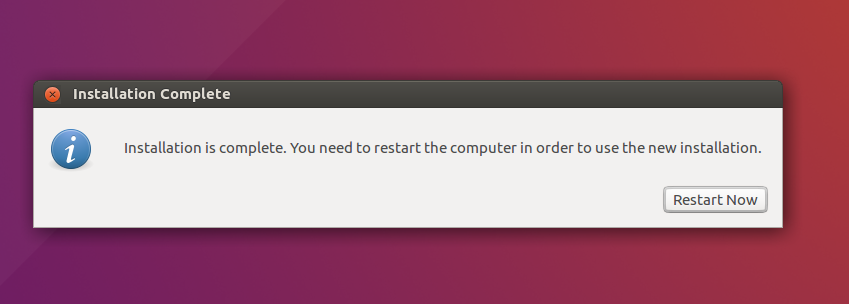 Installation Complete
Installation is complete. You need to restart the computer in order to use the new installation.
Restart Now